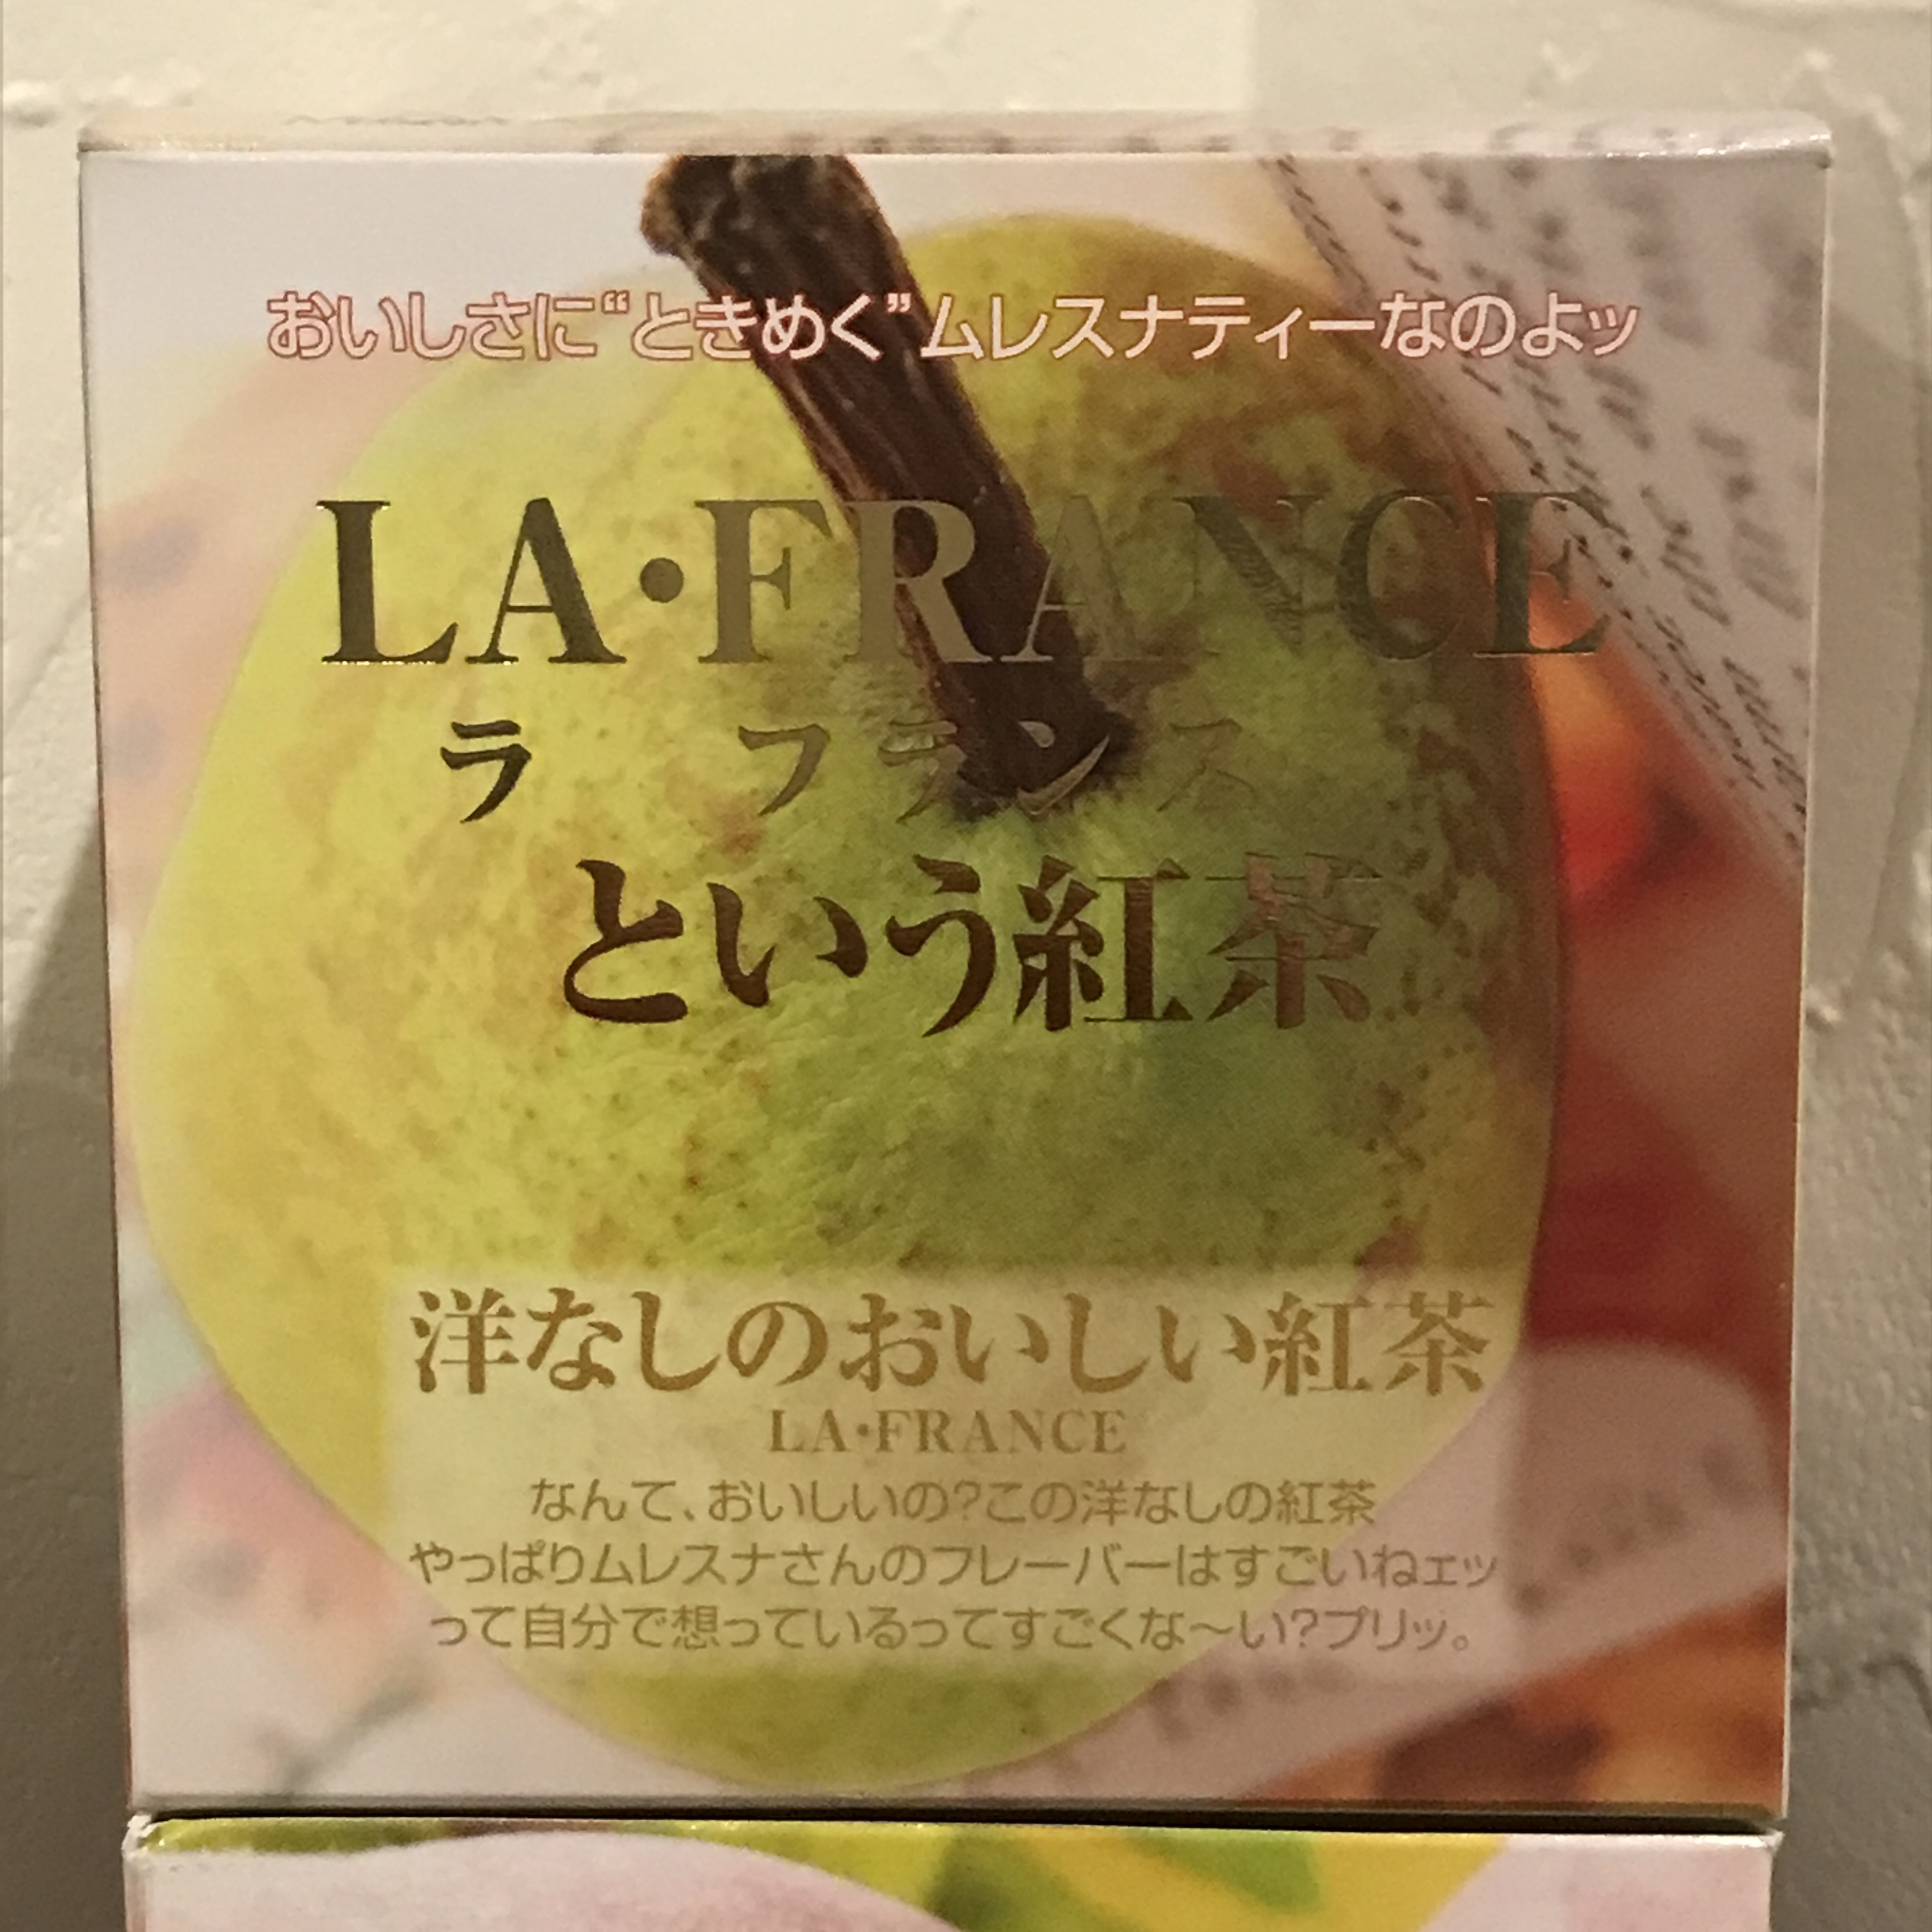 おいしさに“ときめく”ムレスナティーなのよッ
LA・FRANCE
ラ フランス
という紅茶
洋なしのおいしい紅茶
LA・FRANCE
なんて、おいしいの?この洋なしの紅茶
やっぱりムレスナさんのフレーバーはすごいねェッ
って自分で想っているってすごくな〜い?プリッ。